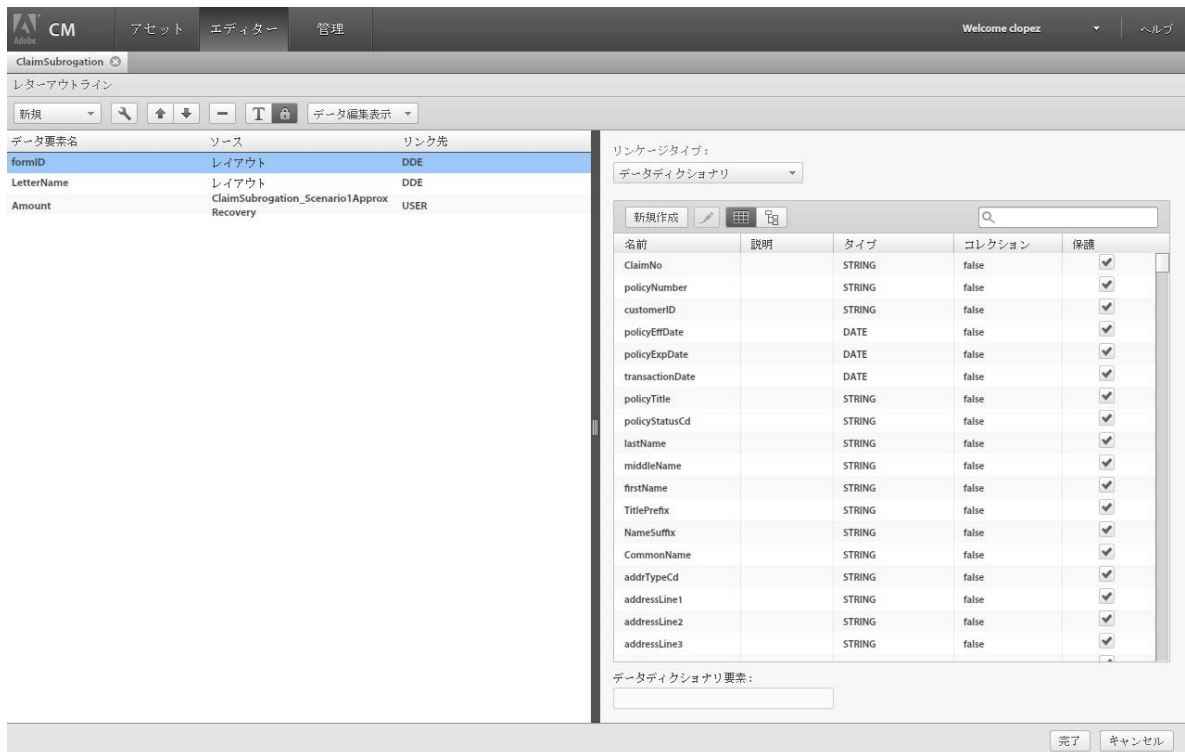 Adobe CM アセット エディター 管理 Welcome clopez ヘルプ
ClaimSubrogation
レターアウトライン
新規 T データ編集表示
データ要素名 ソース リンク先
formID レイアウト DDE
LetterName レイアウト DDE
Amount ClaimSubrogation_Scenario1Approx USER
Recovery
リンケージタイプ:
データディクショナリ
新規作成
名前 説明 タイプ コレクション 保護
ClaimNo STRING false
policyNumber STRING false
customerID STRING false
policyEffDate DATE false
policyExpDate DATE false
transactionDate DATE false
policyTitle STRING false
policyStatusCd STRING false
lastName STRING false
middleName STRING false
firstName STRING false
TitlePrefix STRING false
NameSuffix STRING false
CommonName STRING false
addrTypeCd STRING false
addressLine1 STRING false
addressLine2 STRING false
addressLine3 STRING false
データディクショナリ要素:
完了 キャンセル